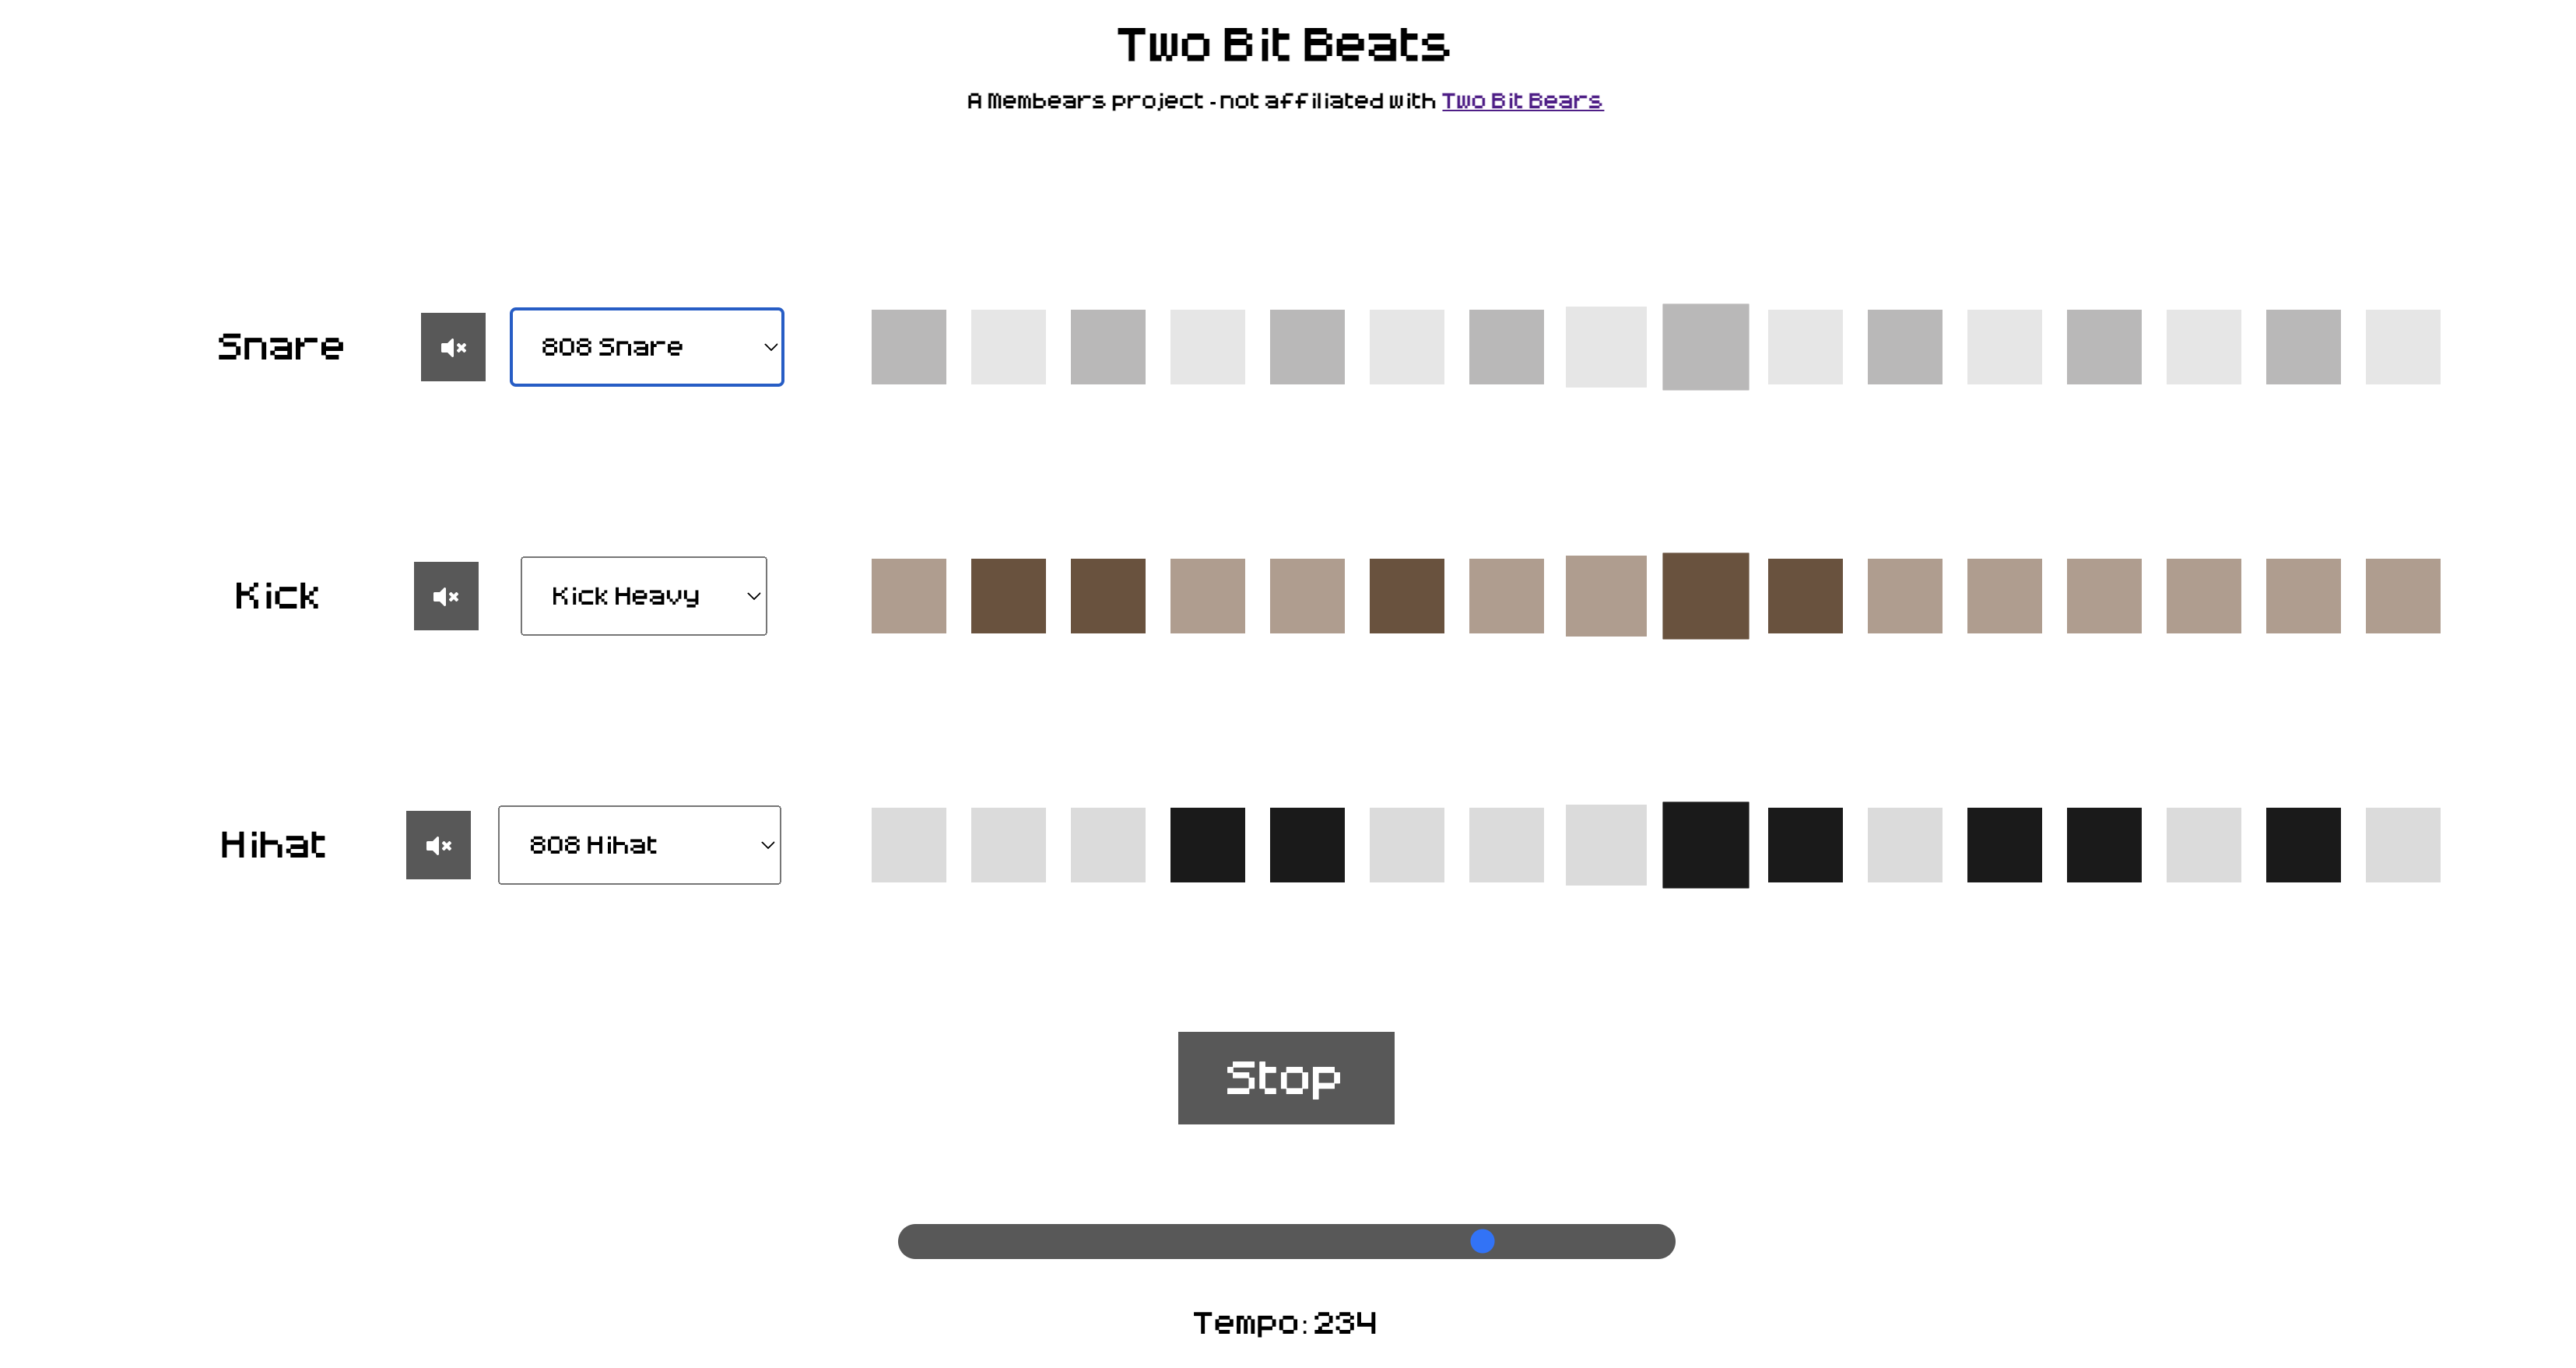 Two Bit Beats
A Membears project - not affiliated with Two Bit Bears
Snare
808 Snare
Kick
Kick Heavy
Hihat
808 Hihat
Stop
Tempo: 234